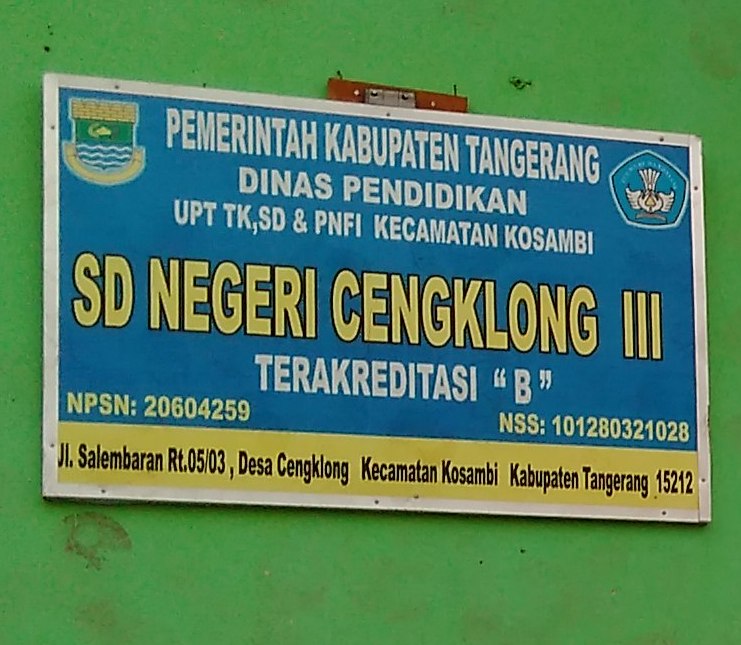 PEMERINTAH KABUPATEN TANGERANG
DINAS PENDIDIKAN
UPT TK,SD & PNFI KECAMATAN KOSAMBI
SD NEGERI CENGKLONG III
TERAKREDITASI “B”
NPSN: 20604259
NSS: 101280321028
Jl. Salembaran Rt.05/03 , Desa Cengklong Kecamatan Kosambi Kabupaten Tangerang 15212